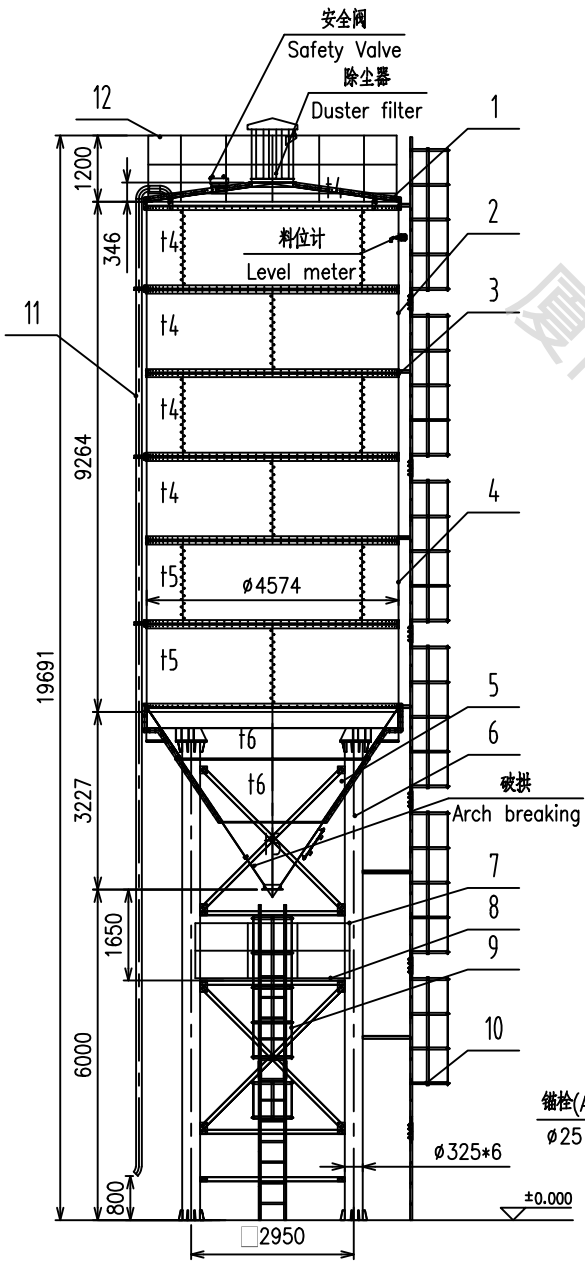 安全阀
Safety Valve
除尘器
Duster filter
12
1
1200
t4
346
t4
料位计
Level meter
2
11
t4
3
t4
9264
t4
4
t5
ø4574
19691
t5
5
t6
6
3227
t6
破拱
Arch breaking
7
1650
8
9
6000
10
锚栓(A
ø25
ø325*6
800
±0.000
□2950
厦